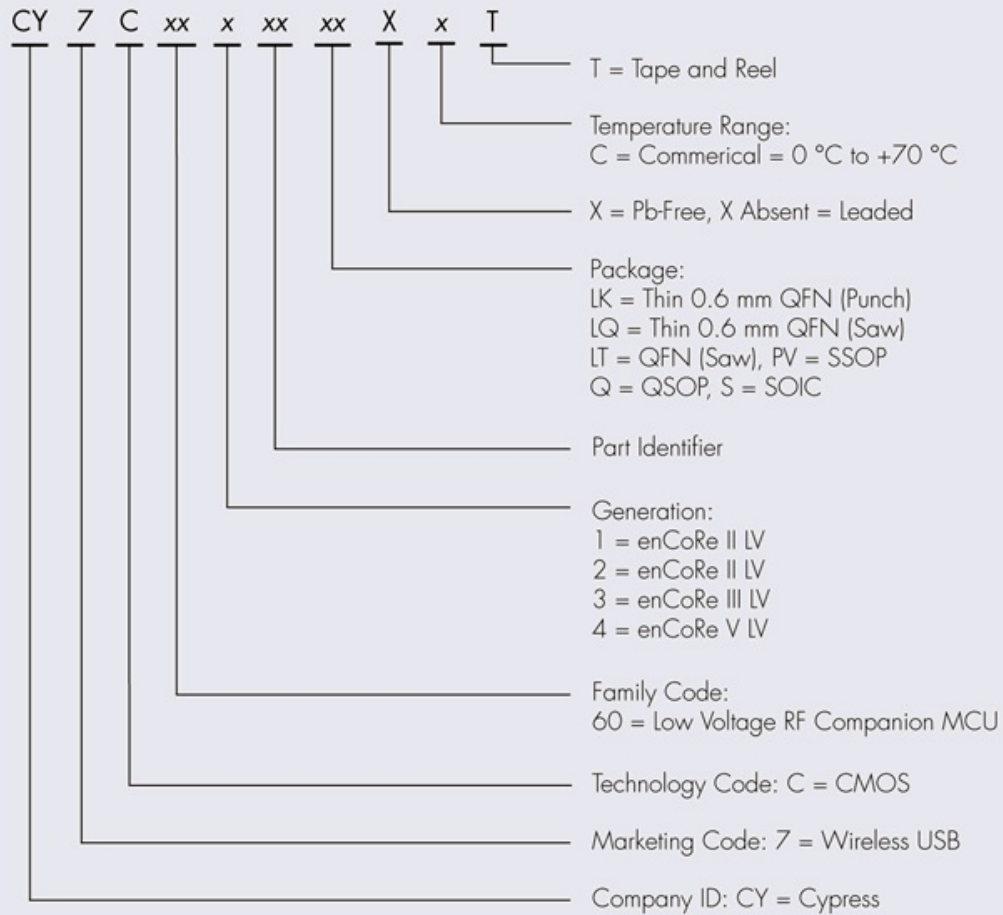 CY 7 C xx x xx xx X x T
T = Tape and Reel
Temperature Range:
C = Commerical = 0 °C to +70 °C
X = Pb-Free, X Absent = Leaded
Package:
LK = Thin 0.6 mm QFN (Punch)
LQ = Thin 0.6 mm QFN (Saw)
LT = QFN (Saw), PV = SSOP
Q = QSOP, S = SOIC
Part Identifier
Generation:
1 = enCoRe II LV
2 = enCoRe II LV
3 = enCoRe III LV
4 = enCoRe V LV
Family Code:
60 = Low Voltage RF Companion MCU
Technology Code: C = CMOS
Marketing Code: 7 = Wireless USB
Company ID: CY = Cypress